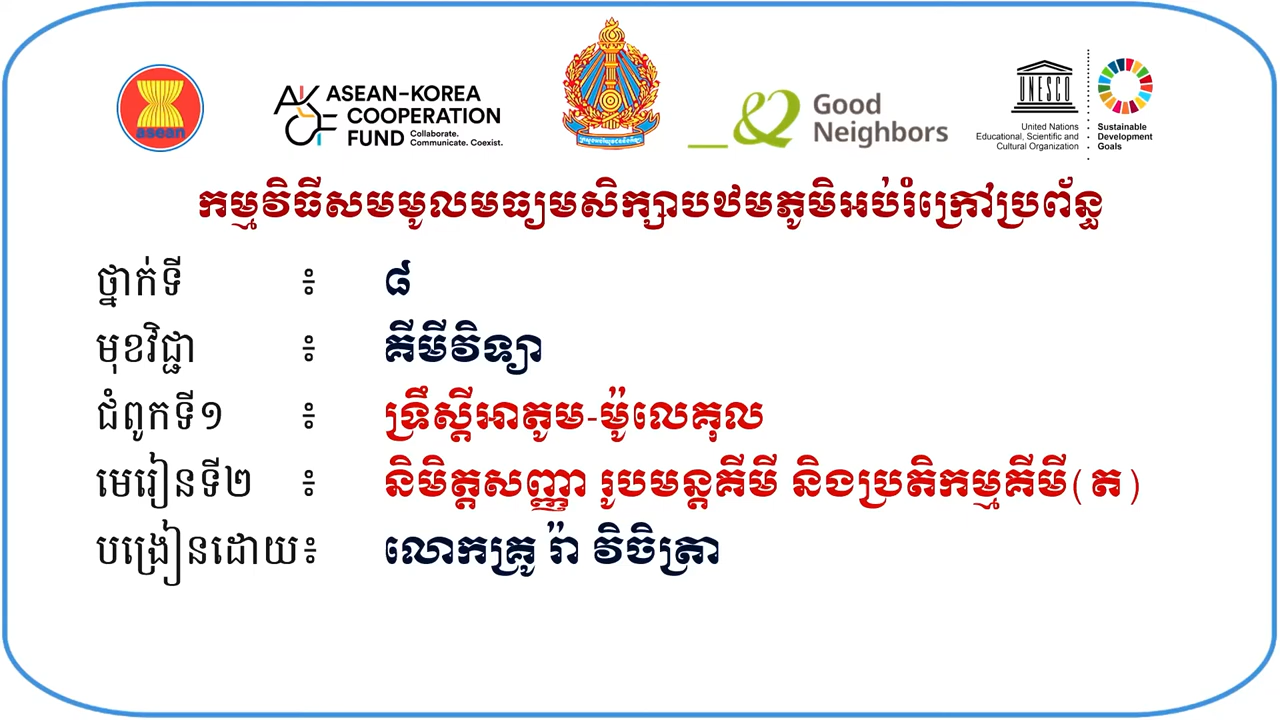 asean
ASEAN-KOREA
COOPERATION
FUND Collaborate.
Communicate. Coexist.
Good
Neighbors
UNESCO
United Nations
Educational, Scientific and
Cultural Organization
Sustainable
Development
Goals
កម្មវិធីសមមូលមធ្យមសិក្សាបឋមភូមិអប់រំក្រៅប្រព័ន្ធ
ថ្នាក់ទី ៖ ៨
មុខវិជ្ជា ៖ គីមីវិទ្យា
ជំពូកទី១ ៖ ទ្រឹស្តីអាតូម-ម៉ូលេគុល
មេរៀនទី២ ៖ និមិត្តសញ្ញា រូបមន្តគីមី និងប្រតិកម្មគីមី(ត)
បង្រៀនដោយ៖ លោកគ្រូ រ៉ា វិចិត្រា